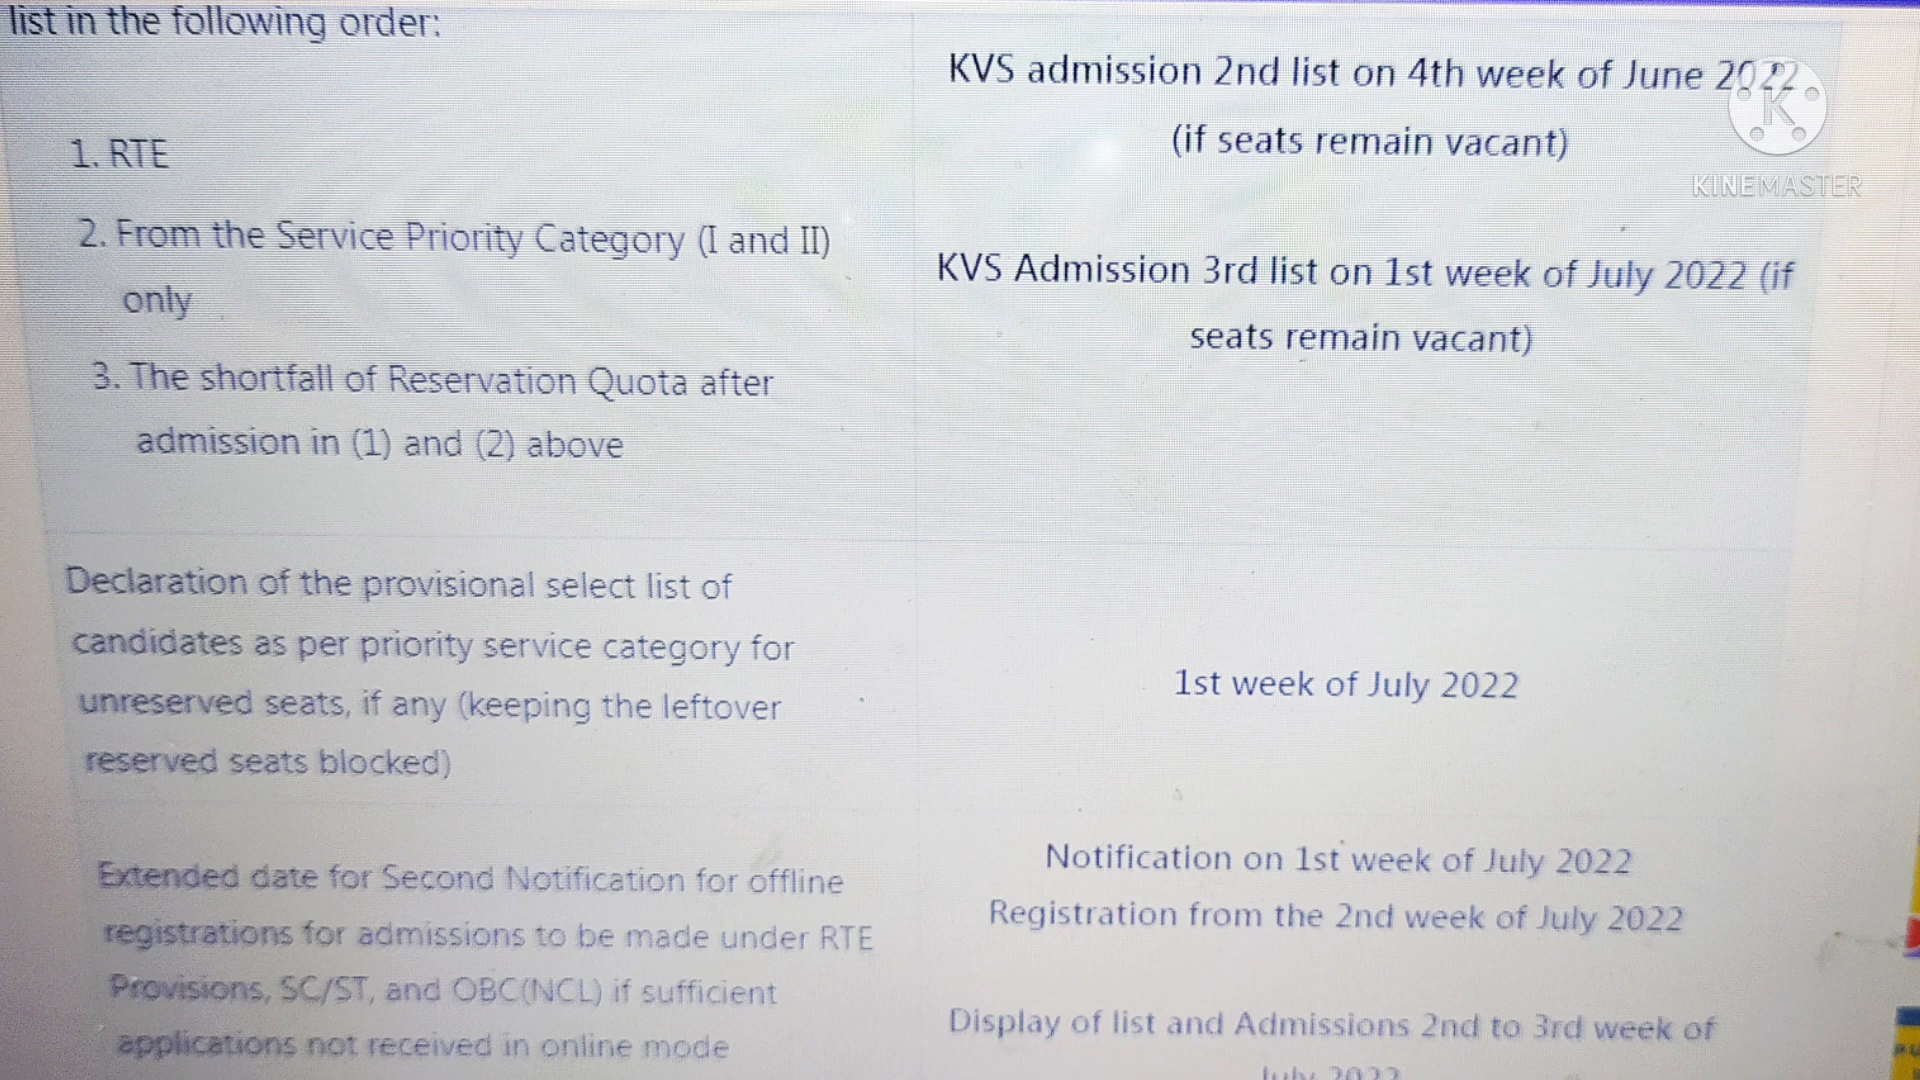 list in the following order:
1. RTE
2. From the Service Priority Category (I and II)
only
3. The shortfall of Reservation Quota after
admission in (1) and (2) above
KVS admission 2nd list on 4th week of June 2022
(if seats remain vacant)
KVS Admission 3rd list on 1st week of July 2022 (if
seats remain vacant)
KINEMASTER
Declaration of the provisional select list of
candidates as per priority service category for
unreserved seats, if any (keeping the leftover
reserved seats blocked)
1st week of July 2022
Extended date for Second Notification for offline
registrations for admissions to be made under RTE
Provisions, SC/ST, and OBC(NCL) if sufficient
applications not received in online mode
Notification on 1st week of July 2022
Registration from the 2nd week of July 2022
Display of list and Admissions 2nd to 3rd week of
July 2022